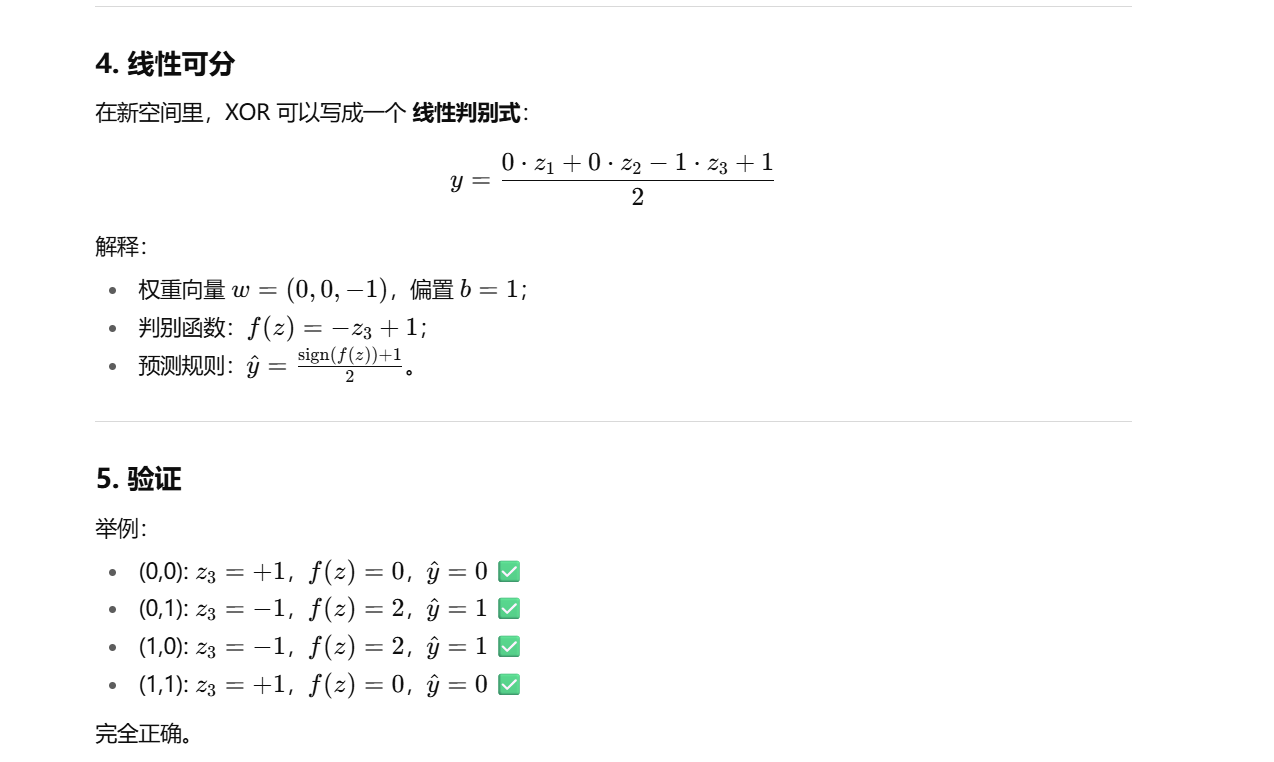 4. 线性可分
在新空间里，XOR 可以写成一个 线性判别式：
y = \frac{0 \cdot z_1 + 0 \cdot z_2 - 1 \cdot z_3 + 1}{2}
解释：
• 权重向量 w = (0, 0, −1)，偏置 b = 1；
• 判别函数：f(z) = −z_3 + 1；
• 预测规则：\hat{y} = \frac{\text{sign}(f(z))+1}{2}。
5. 验证
举例：
• (0,0): z_3 = +1，f(z) = 0，\hat{y} = 0 ✅
• (0,1): z_3 = −1，f(z) = 2，\hat{y} = 1 ✅
• (1,0): z_3 = −1，f(z) = 2，\hat{y} = 1 ✅
• (1,1): z_3 = +1，f(z) = 0，\hat{y} = 0 ✅
完全正确。